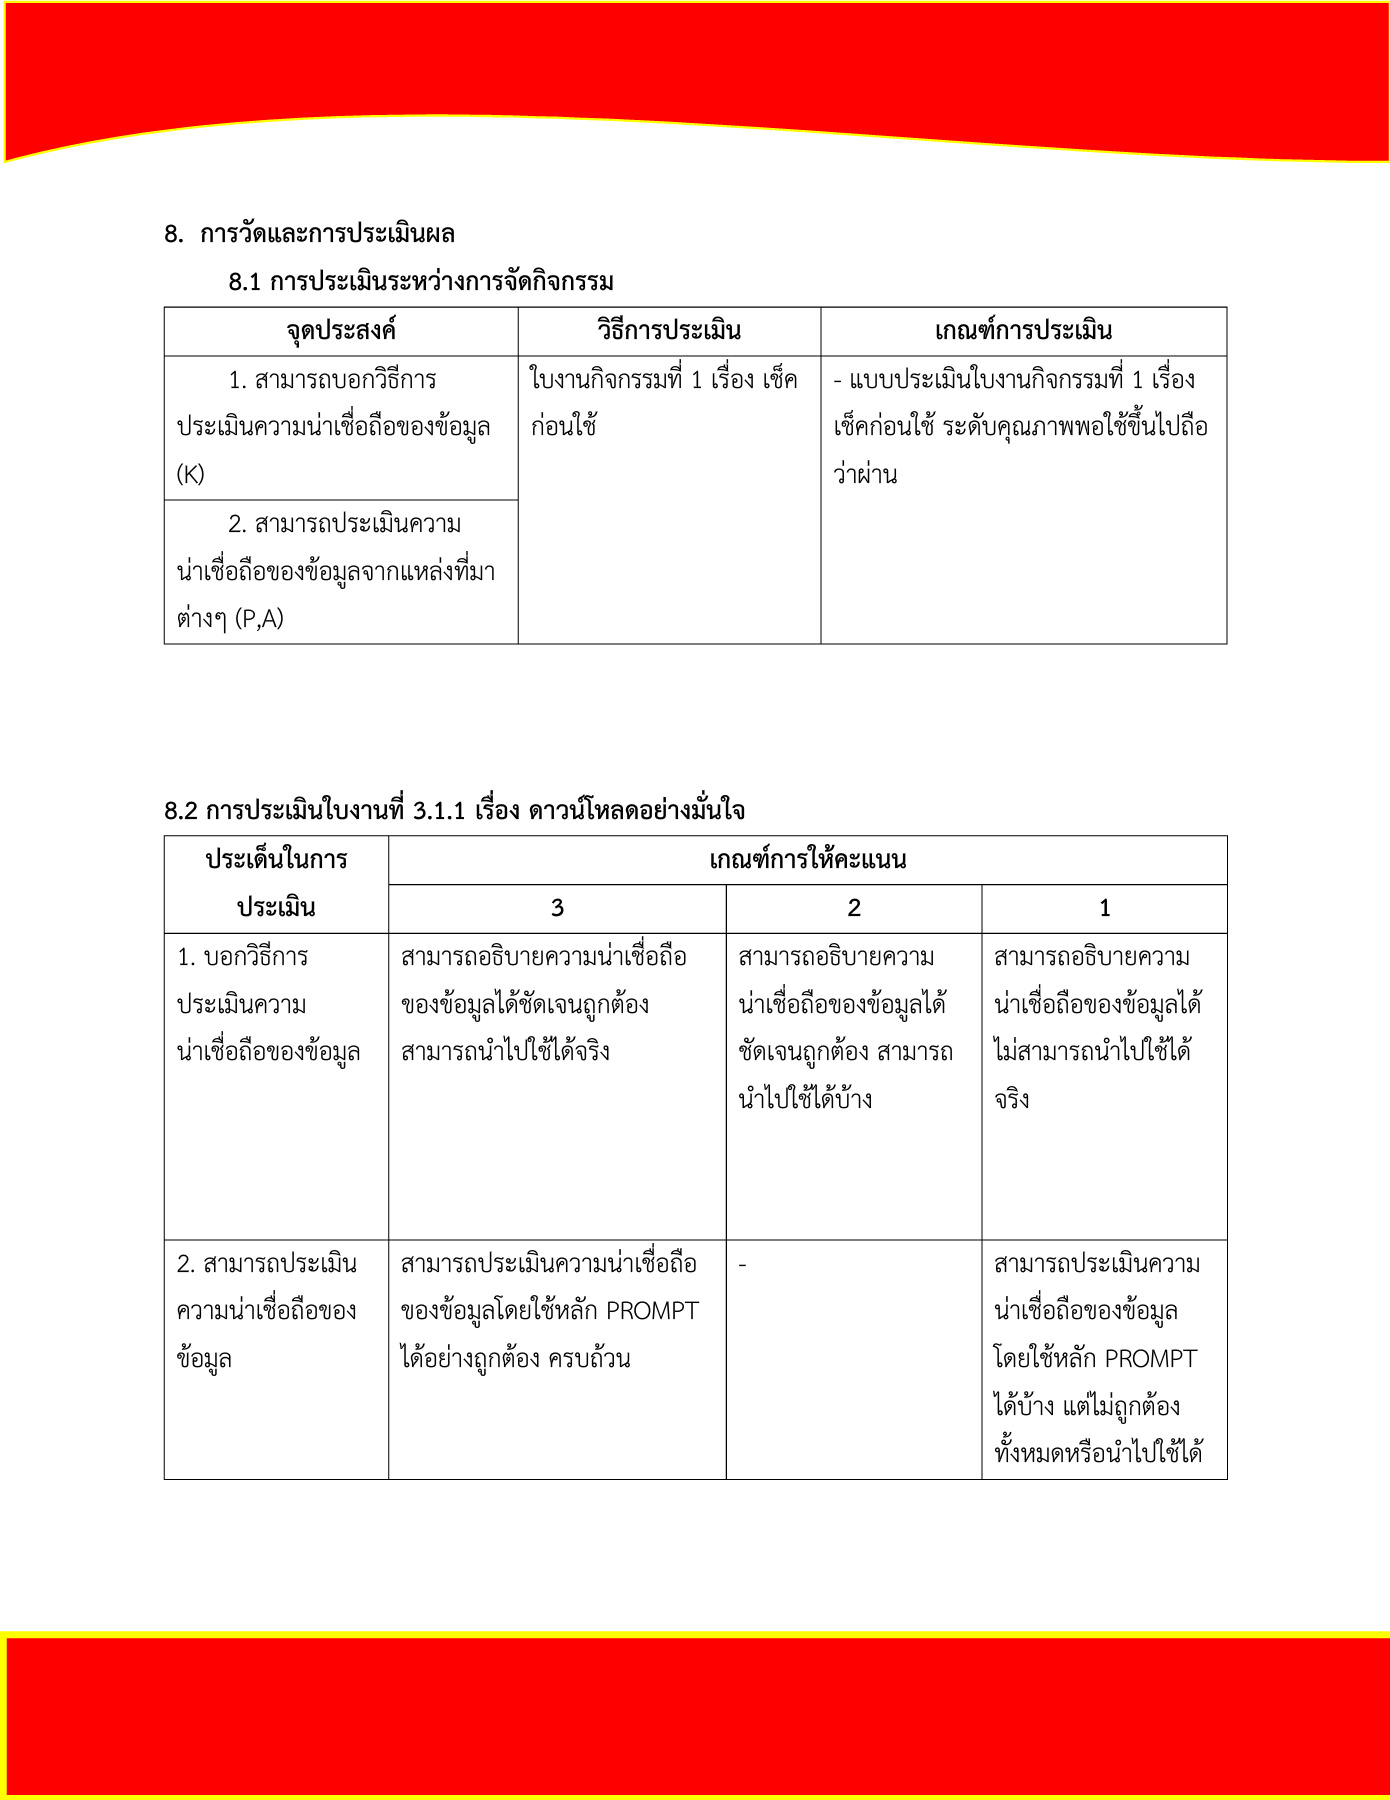 8. การวัดและการประเมินผล
8.1 การประเมินระหว่างการจัดกิจกรรม
จุดประสงค์ วิธีการประเมิน เกณฑ์การประเมิน
1. สามารถบอกวิธีการ
ประเมินความน่าเชื่อถือของข้อมูล
(K)
ใบงานกิจกรรมที่ 1 เรื่อง เช็ค
ก่อนใช้
- แบบประเมินใบงานกิจกรรมที่ 1 เรื่อง
เช็คก่อนใช้ ระดับคุณภาพพอใช้ขึ้นไปถือ
ว่าผ่าน
2. สามารถประเมินความ
น่าเชื่อถือของข้อมูลจากแหล่งที่มา
ต่างๆ (P,A)
8.2 การประเมินใบงานที่ 3.1.1 เรื่อง ดาวน์โหลดอย่างมั่นใจ
ประเด็นในการ
ประเมิน
เกณฑ์การให้คะแนน
3 2 1
1. บอกวิธีการ
ประเมินความ
น่าเชื่อถือของข้อมูล
สามารถอธิบายความน่าเชื่อถือ
ของข้อมูลได้ชัดเจนถูกต้อง
สามารถนำไปใช้ได้จริง
สามารถอธิบายความ
น่าเชื่อถือของข้อมูลได้
ชัดเจนถูกต้อง สามารถ
นำไปใช้ได้บ้าง
สามารถอธิบายความ
น่าเชื่อถือของข้อมูลได้
ไม่สามารถนำไปใช้ได้
จริง
2. สามารถประเมิน
ความน่าเชื่อถือของ
ข้อมูล
สามารถประเมินความน่าเชื่อถือ
ของข้อมูลโดยใช้หลัก PROMPT
ได้อย่างถูกต้อง ครบถ้วน
-
สามารถประเมินความ
น่าเชื่อถือของข้อมูล
โดยใช้หลัก PROMPT
ได้บ้าง แต่ไม่ถูกต้อง
ทั้งหมดหรือนำไปใช้ได้